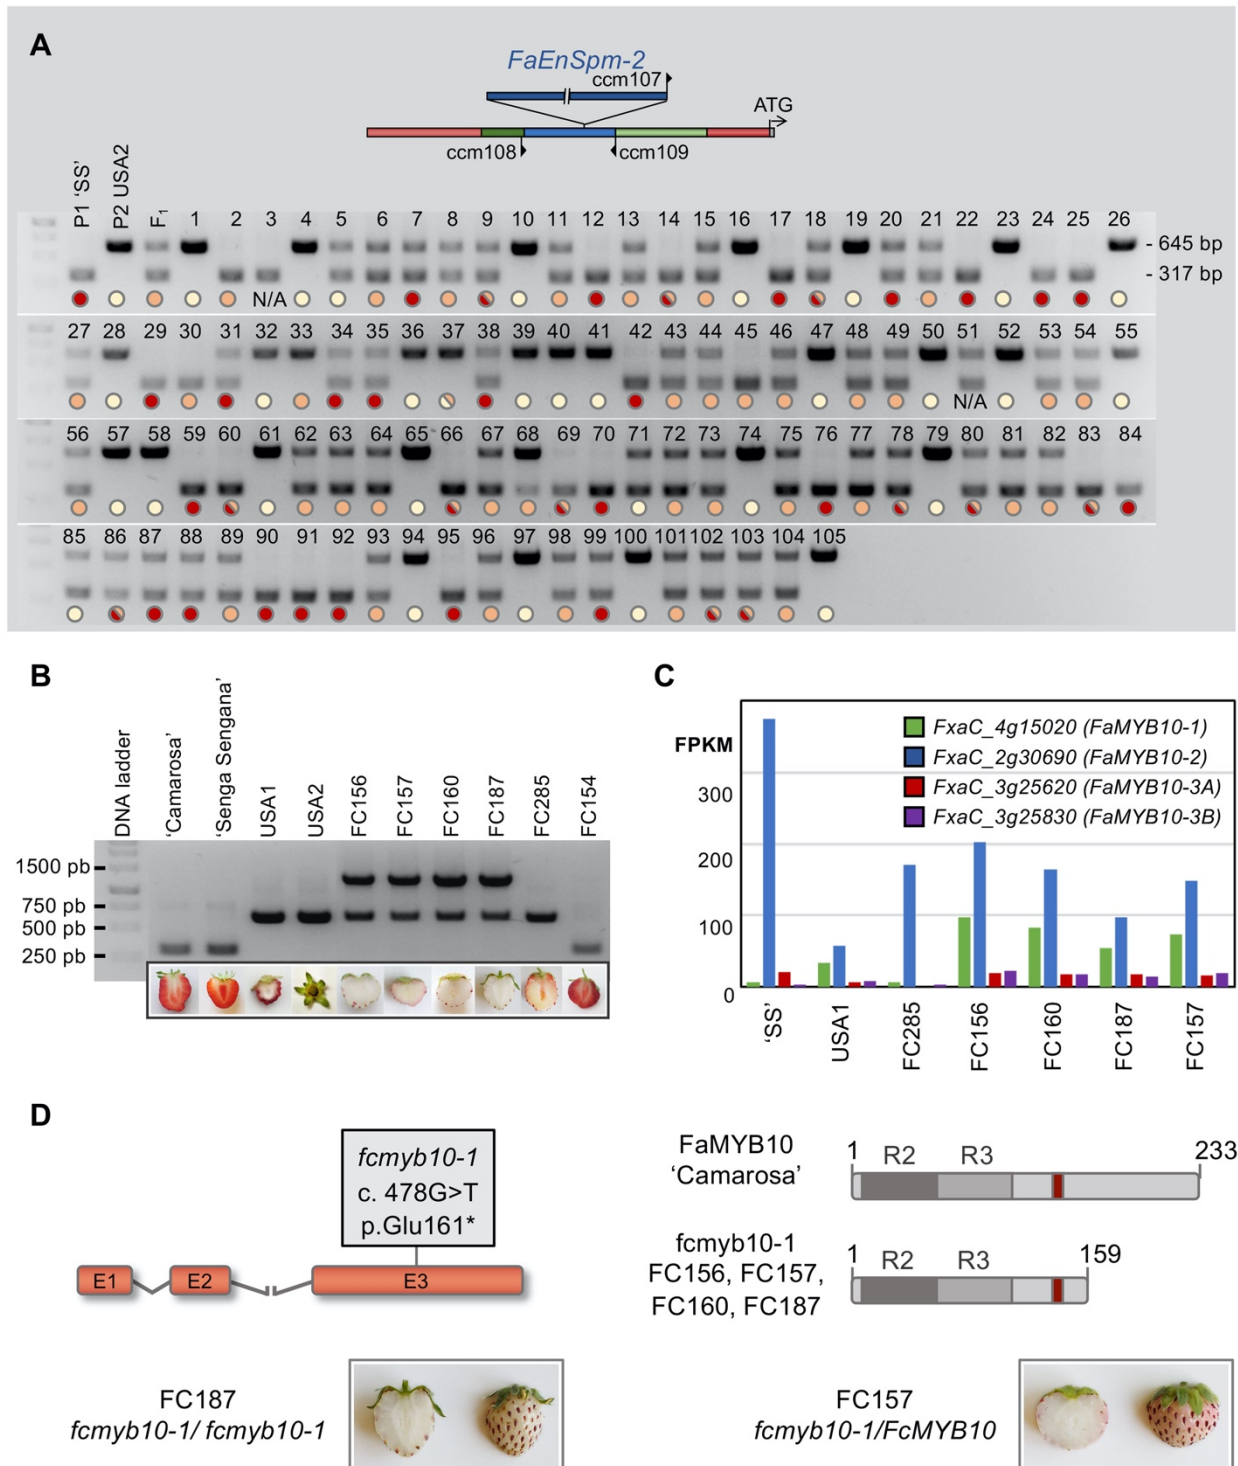 A
FaEnSpm-2
ccm107
ATG
ccm108
ccm109
P1 'SS'
P2 USA2
F1
1 2 3 4 5 6 7 8 9 10 11 12 13 14 15 16 17 18 19 20 21 22 23 24 25 26
- 645 bp
- 317 bp
N/A
27 28 29 30 31 32 33 34 35 36 37 38 39 40 41 42 43 44 45 46 47 48 49 50 51 52 53 54 55
N/A
56 57 58 59 60 61 62 63 64 65 66 67 68 69 70 71 72 73 74 75 76 77 78 79 80 81 82 83 84
85 86 87 88 89 90 91 92 93 94 95 96 97 98 99 100 101 102 103 104 105
B
DNA ladder
'Camarosa'
'Senga Sengana'
USA1
USA2
FC156
FC157
FC160
FC187
FC285
FC154
1500 pb
750 pb
500 pb
250 pb
C
FPKM
300
200
100
0
FxaC_4g15020 (FaMYB10-1)
FxaC_2g30690 (FaMYB10-2)
FxaC_3g25620 (FaMYB10-3A)
FxaC_3g25830 (FaMYB10-3B)
'SS'
USA1
FC285
FC156
FC160
FC187
FC157
D
fcmyb10-1
c. 478G>T
p.Glu161*
E1 E2 E3
FaMYB10
'Camarosa'
1 R2 R3 233
fcmyb10-1
FC156, FC157,
FC160, FC187
1 R2 R3 159
FC187
fcmyb10-1/ fcmyb10-1
FC157
fcmyb10-1/FcMYB10